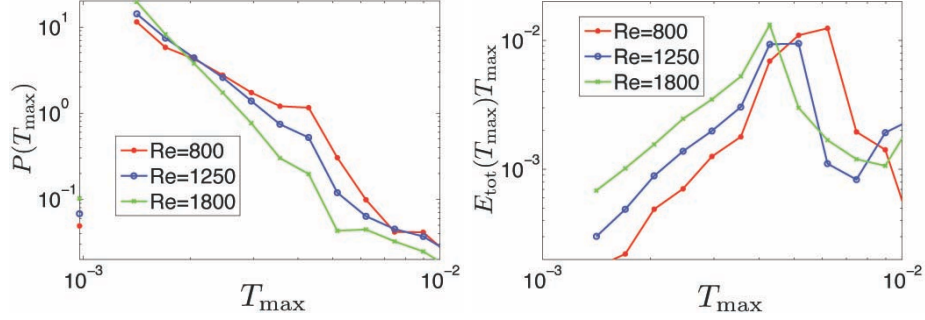 P(T_max)
10^1
10^0
10^-1
Re=800
Re=1250
Re=1800
10^-3
10^-2
T_max
E_tot(T_max)T_max
10^-2
10^-3
Re=800
Re=1250
Re=1800
10^-3
10^-2
T_max